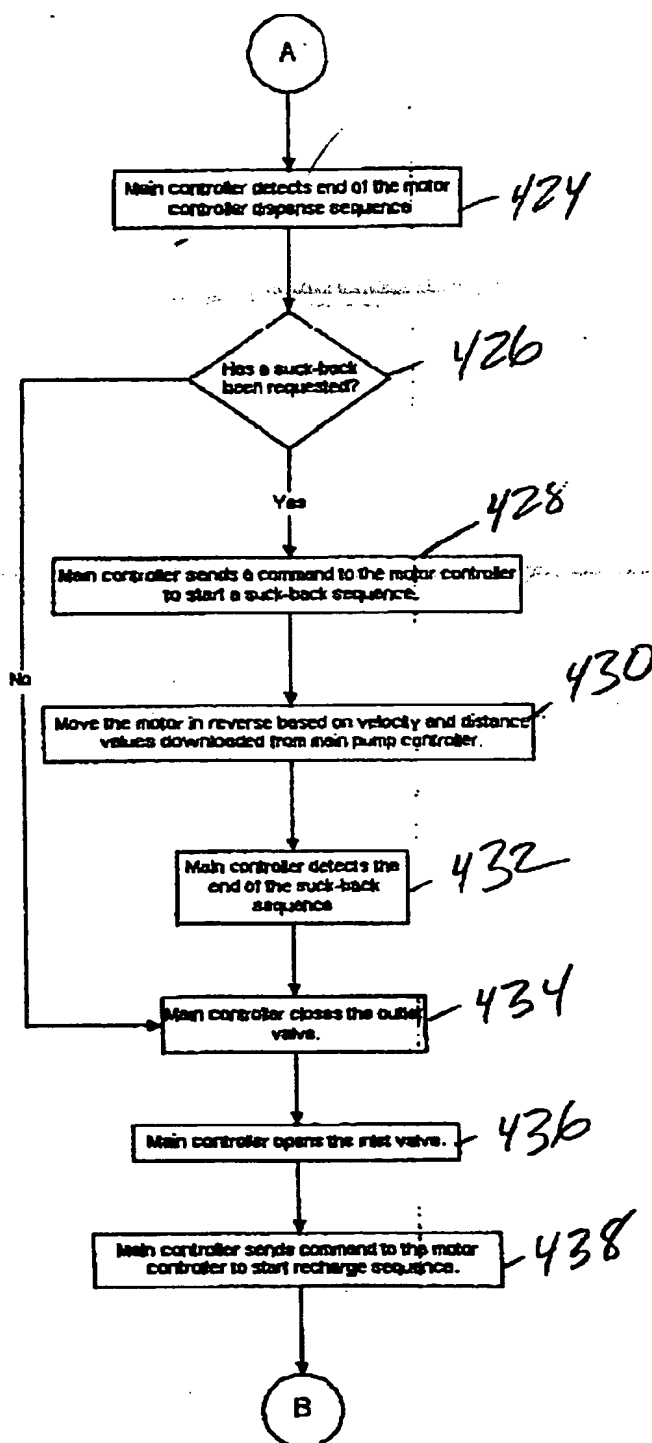 A
Main controller detects end of the motor
controller dispense sequence
424
Has a suck-back
been requested?
426
Yes
428
Main controller sends a command to the motor controller
to start a suck-back sequence.
No
430
Move the motor in reverse based on velocity and distance
values downloaded from main pump controller.
Main controller detects the
end of the suck-back
sequence
432
Main controller closes the outlet
valve.
434
Main controller opens the inlet valve.
436
Main controller sends command to the motor
controller to start recharge sequence.
438
B